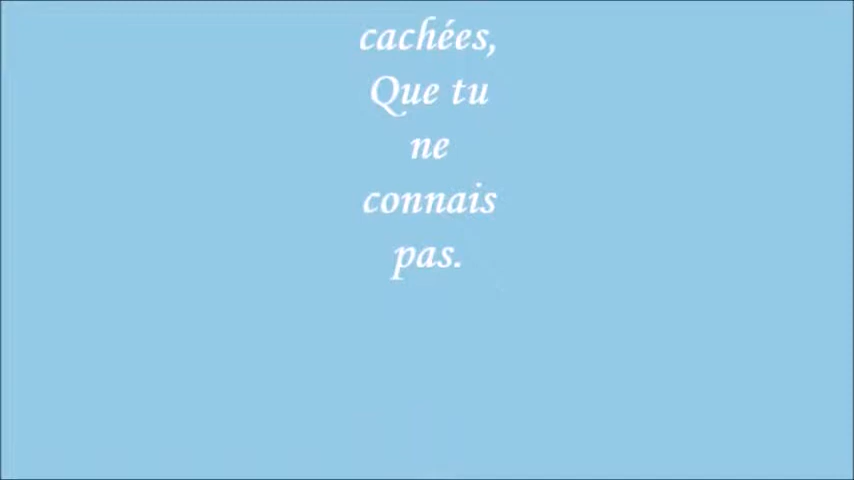 cachées,
Que tu
ne
connais
pas.